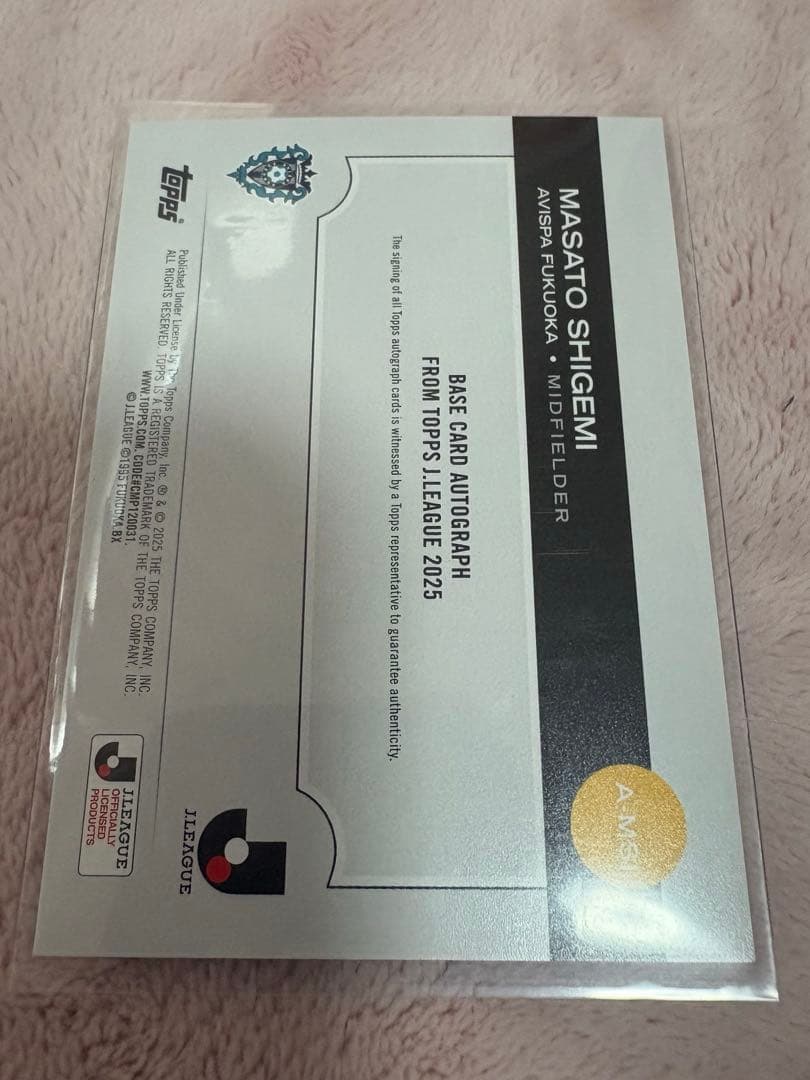 MASATO SHIGEMI
AVISPA FUKUOKA • MIDFIELDER
BASE CARD AUTOGRAPH
FROM TOPPS J.LEAGUE 2025
The signing of all Topps autograph cards is witnessed by a Topps representative to guarantee authenticity.
J.LEAGUE
topps®
Published Under License by The Topps Company, Inc. ® & © 2025 THE TOPPS COMPANY, INC.
ALL RIGHTS RESERVED. TOPPS IS A REGISTERED TRADEMARK OF THE TOPPS COMPANY, INC.
WWW.TOPPS.COM. CODE#CMP120031.
© J.LEAGUE ©1995 FUKUOKA.BX
J.LEAGUE
OFFICIALLY
LICENSED
PRODUCTS